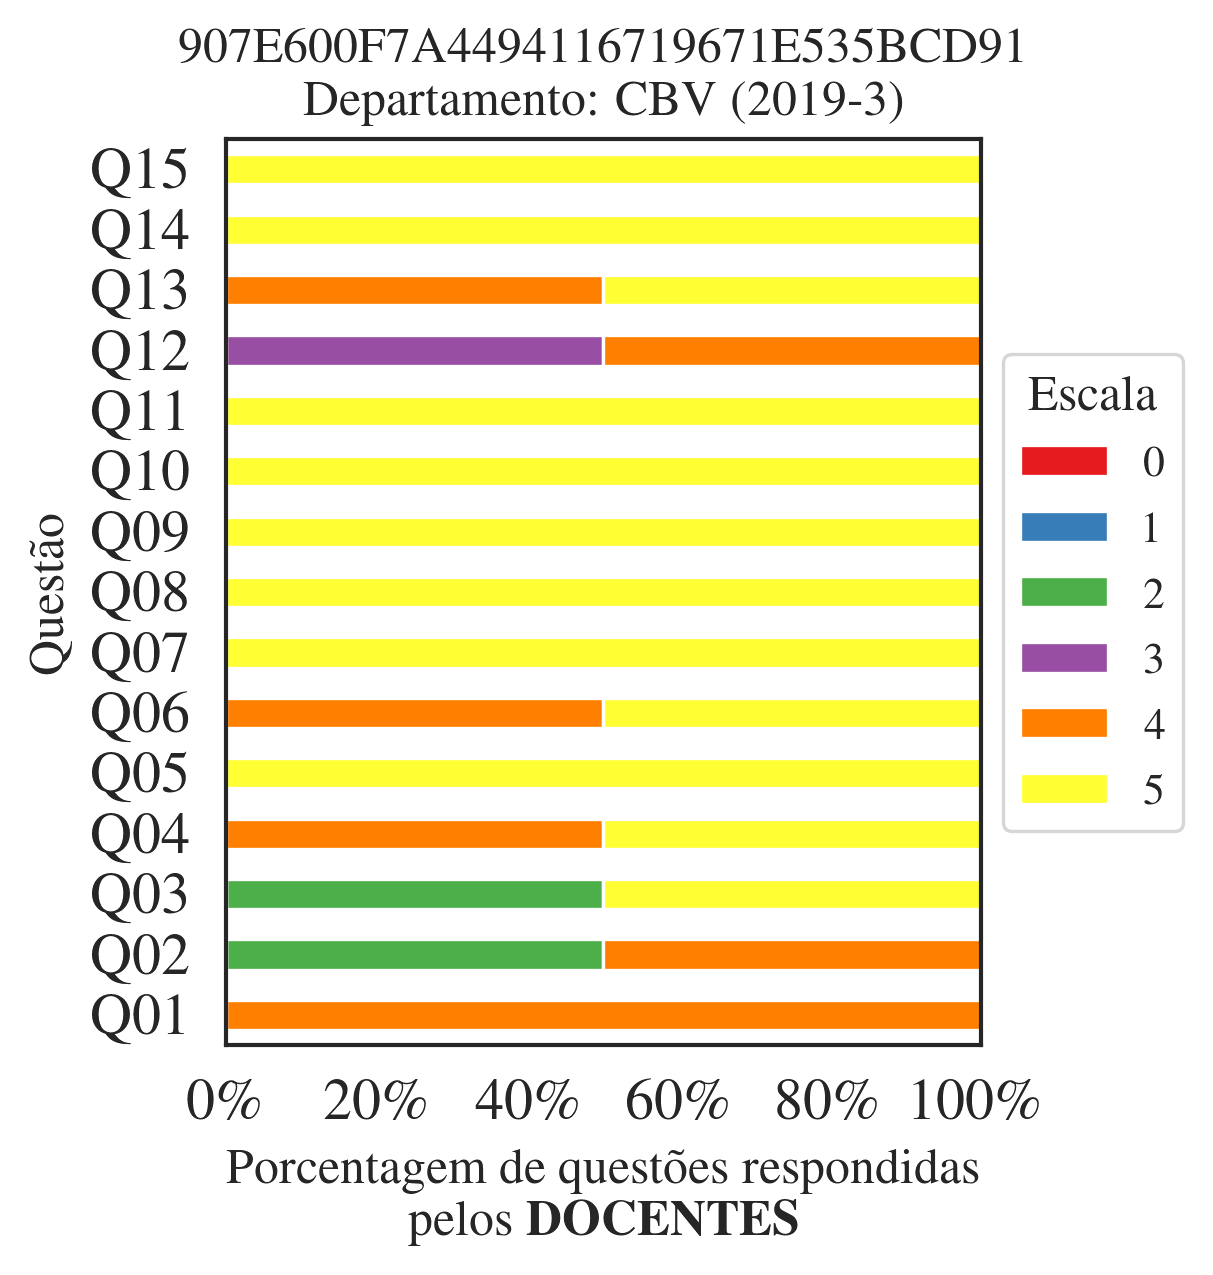 907E600F7A4494116719671E535BCD91
Departamento: CBV (2019-3)
Q15
Q14
Q13
Q12
Q11
Q10
Q09
Q08
Q07
Q06
Q05
Q04
Q03
Q02
Q01
Questão
0% 20% 40% 60% 80% 100%
Porcentagem de questões respondidas
pelos DOCENTES
Escala
0
1
2
3
4
5